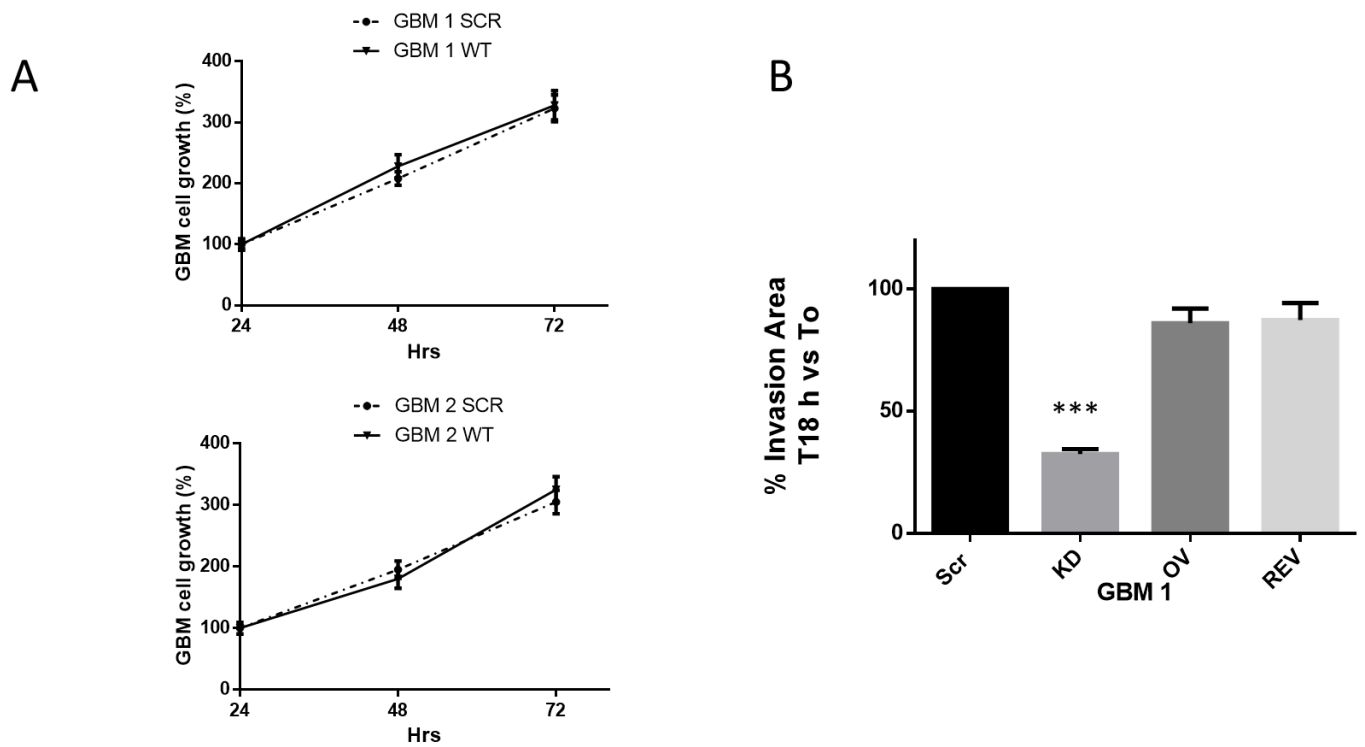 A
GBM 1 SCR
GBM 1 WT
GBM cell growth (%)
400
300
200
100
0
24 48 72
Hrs
GBM 2 SCR
GBM 2 WT
GBM cell growth (%)
400
300
200
100
0
24 48 72
Hrs
B
% Invasion Area
T18 h vs To
100
50
0
***
Scr KD OV REV
GBM 1